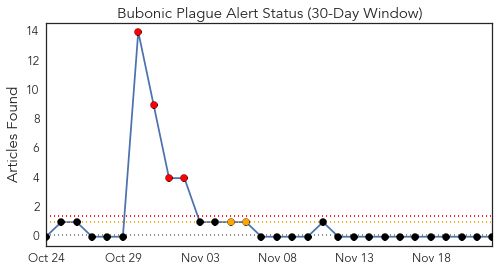 Bubonic Plague Alert Status (30-Day Window)
Articles Found
14
12
10
8
6
4
2
0
Oct 24 Oct 29 Nov 03 Nov 08 Nov 13 Nov 18